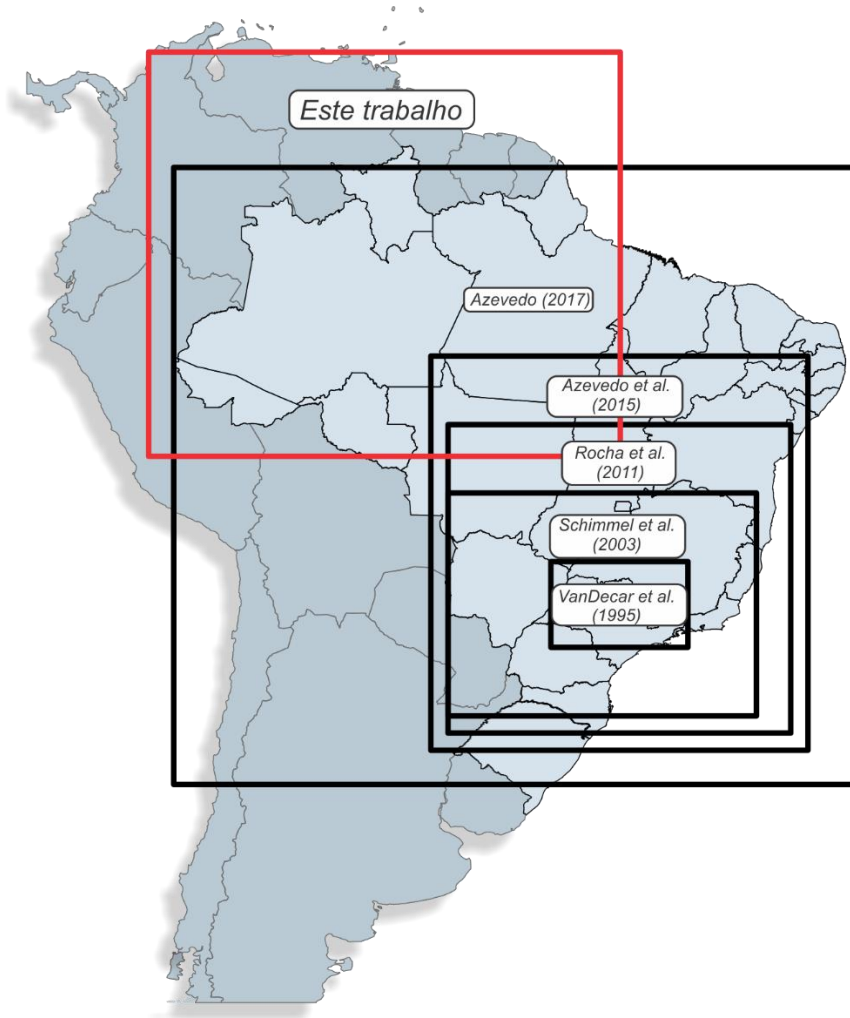 Este trabalho
Azevedo (2017)
Azevedo et al.
(2015)
Rocha et al.
(2011)
Schimmel et al.
(2003)
VanDecar et al.
(1995)